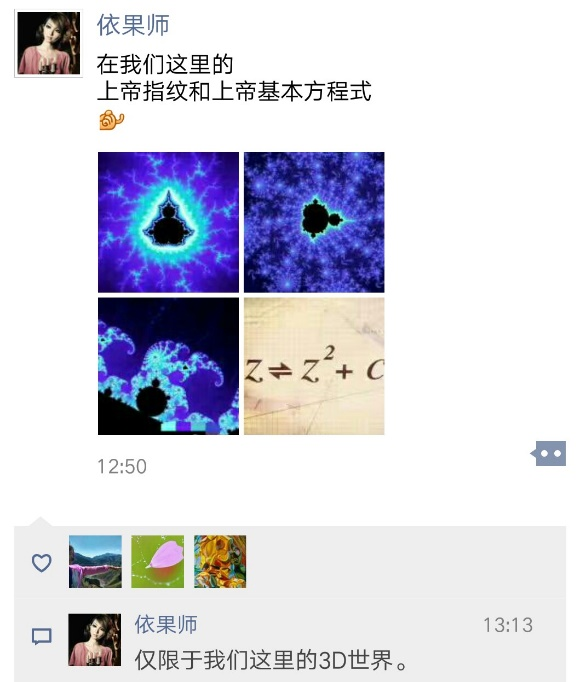 依果师
在我们这里的
上帝指纹和上帝基本方程式
z ⇌ z² + c
12:50
依果师
13:13
仅限于我们这里的3D世界。